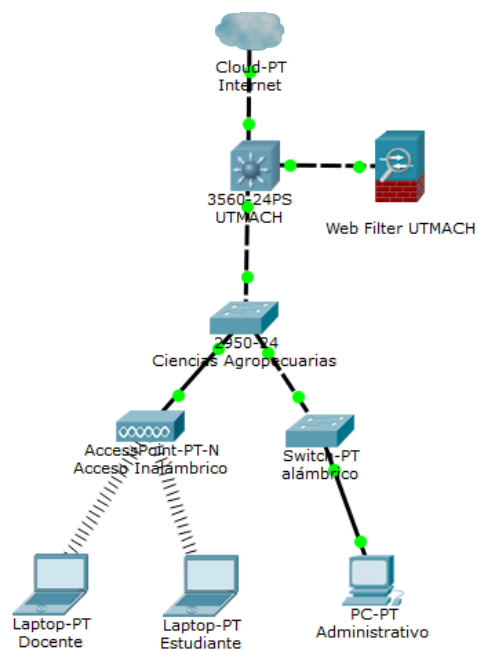 Cloud-PT
Internet
3560-24PS
UTMACH
Web Filter UTMACH
2950-24
Ciencias Agropecuarias
AccessPoint-PT-N
Acceso Inalámbrico
Switch-PT
alámbrico
Laptop-PT
Docente
Laptop-PT
Estudiante
PC-PT
Administrativo